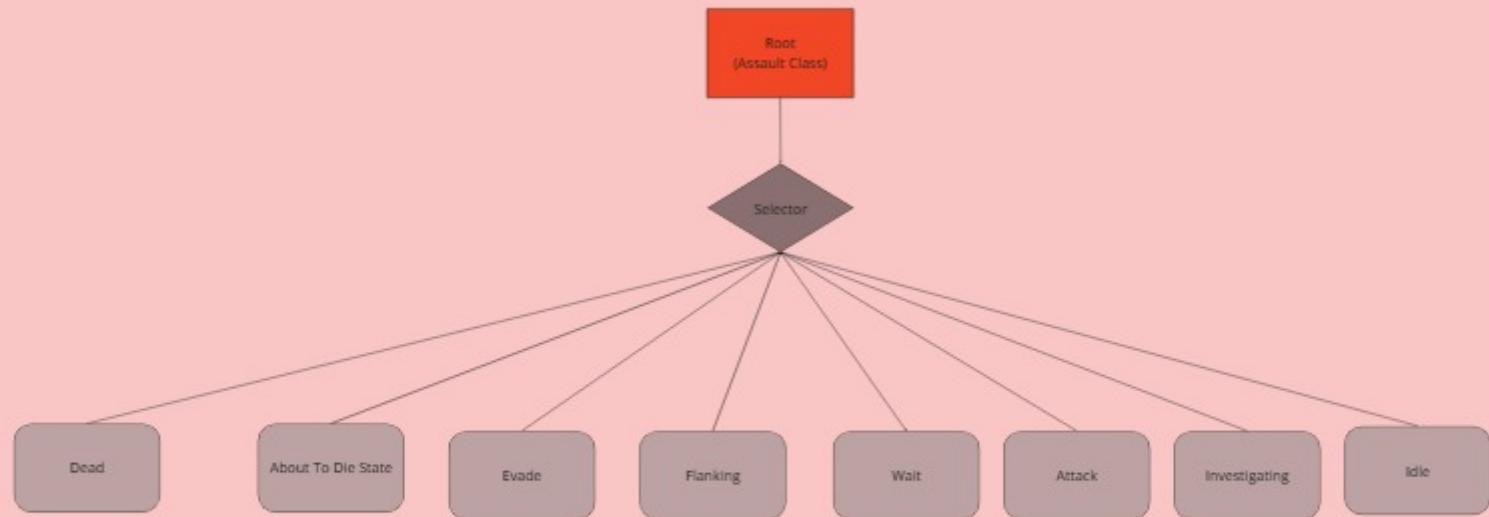 Root
(Assault Class)
Selector
Dead
About To Die State
Evade
Flanking
Wait
Attack
Investigating
Idle